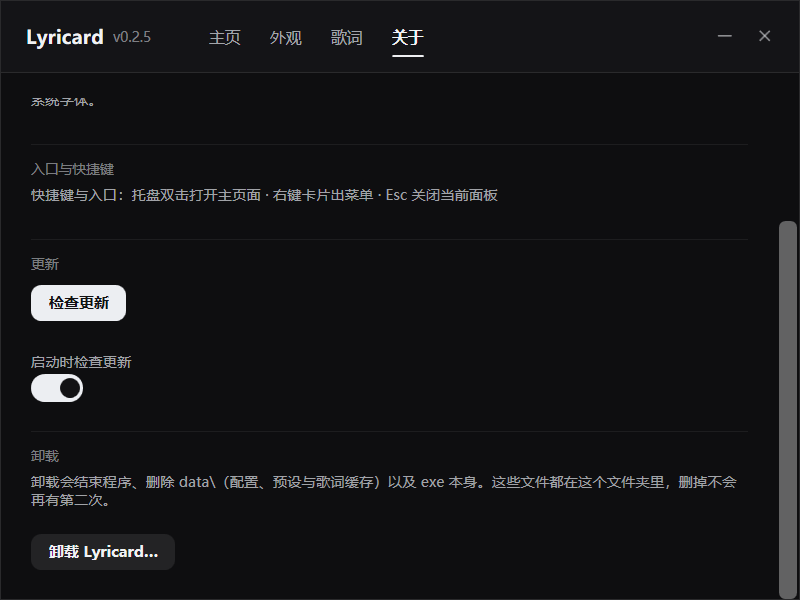 Lyricard v0.2.5 主页 外观 歌词 关于
系统字体。
入口与快捷键
快捷键与入口：托盘双击打开主页面 · 右键卡片出菜单 · Esc 关闭当前面板
更新
检查更新
启动时检查更新
卸载
卸载会结束程序、删除 data\（配置、预设与歌词缓存）以及 exe 本身。这些文件都在这个文件夹里，删掉不会
再有第二次。
卸载 Lyricard...